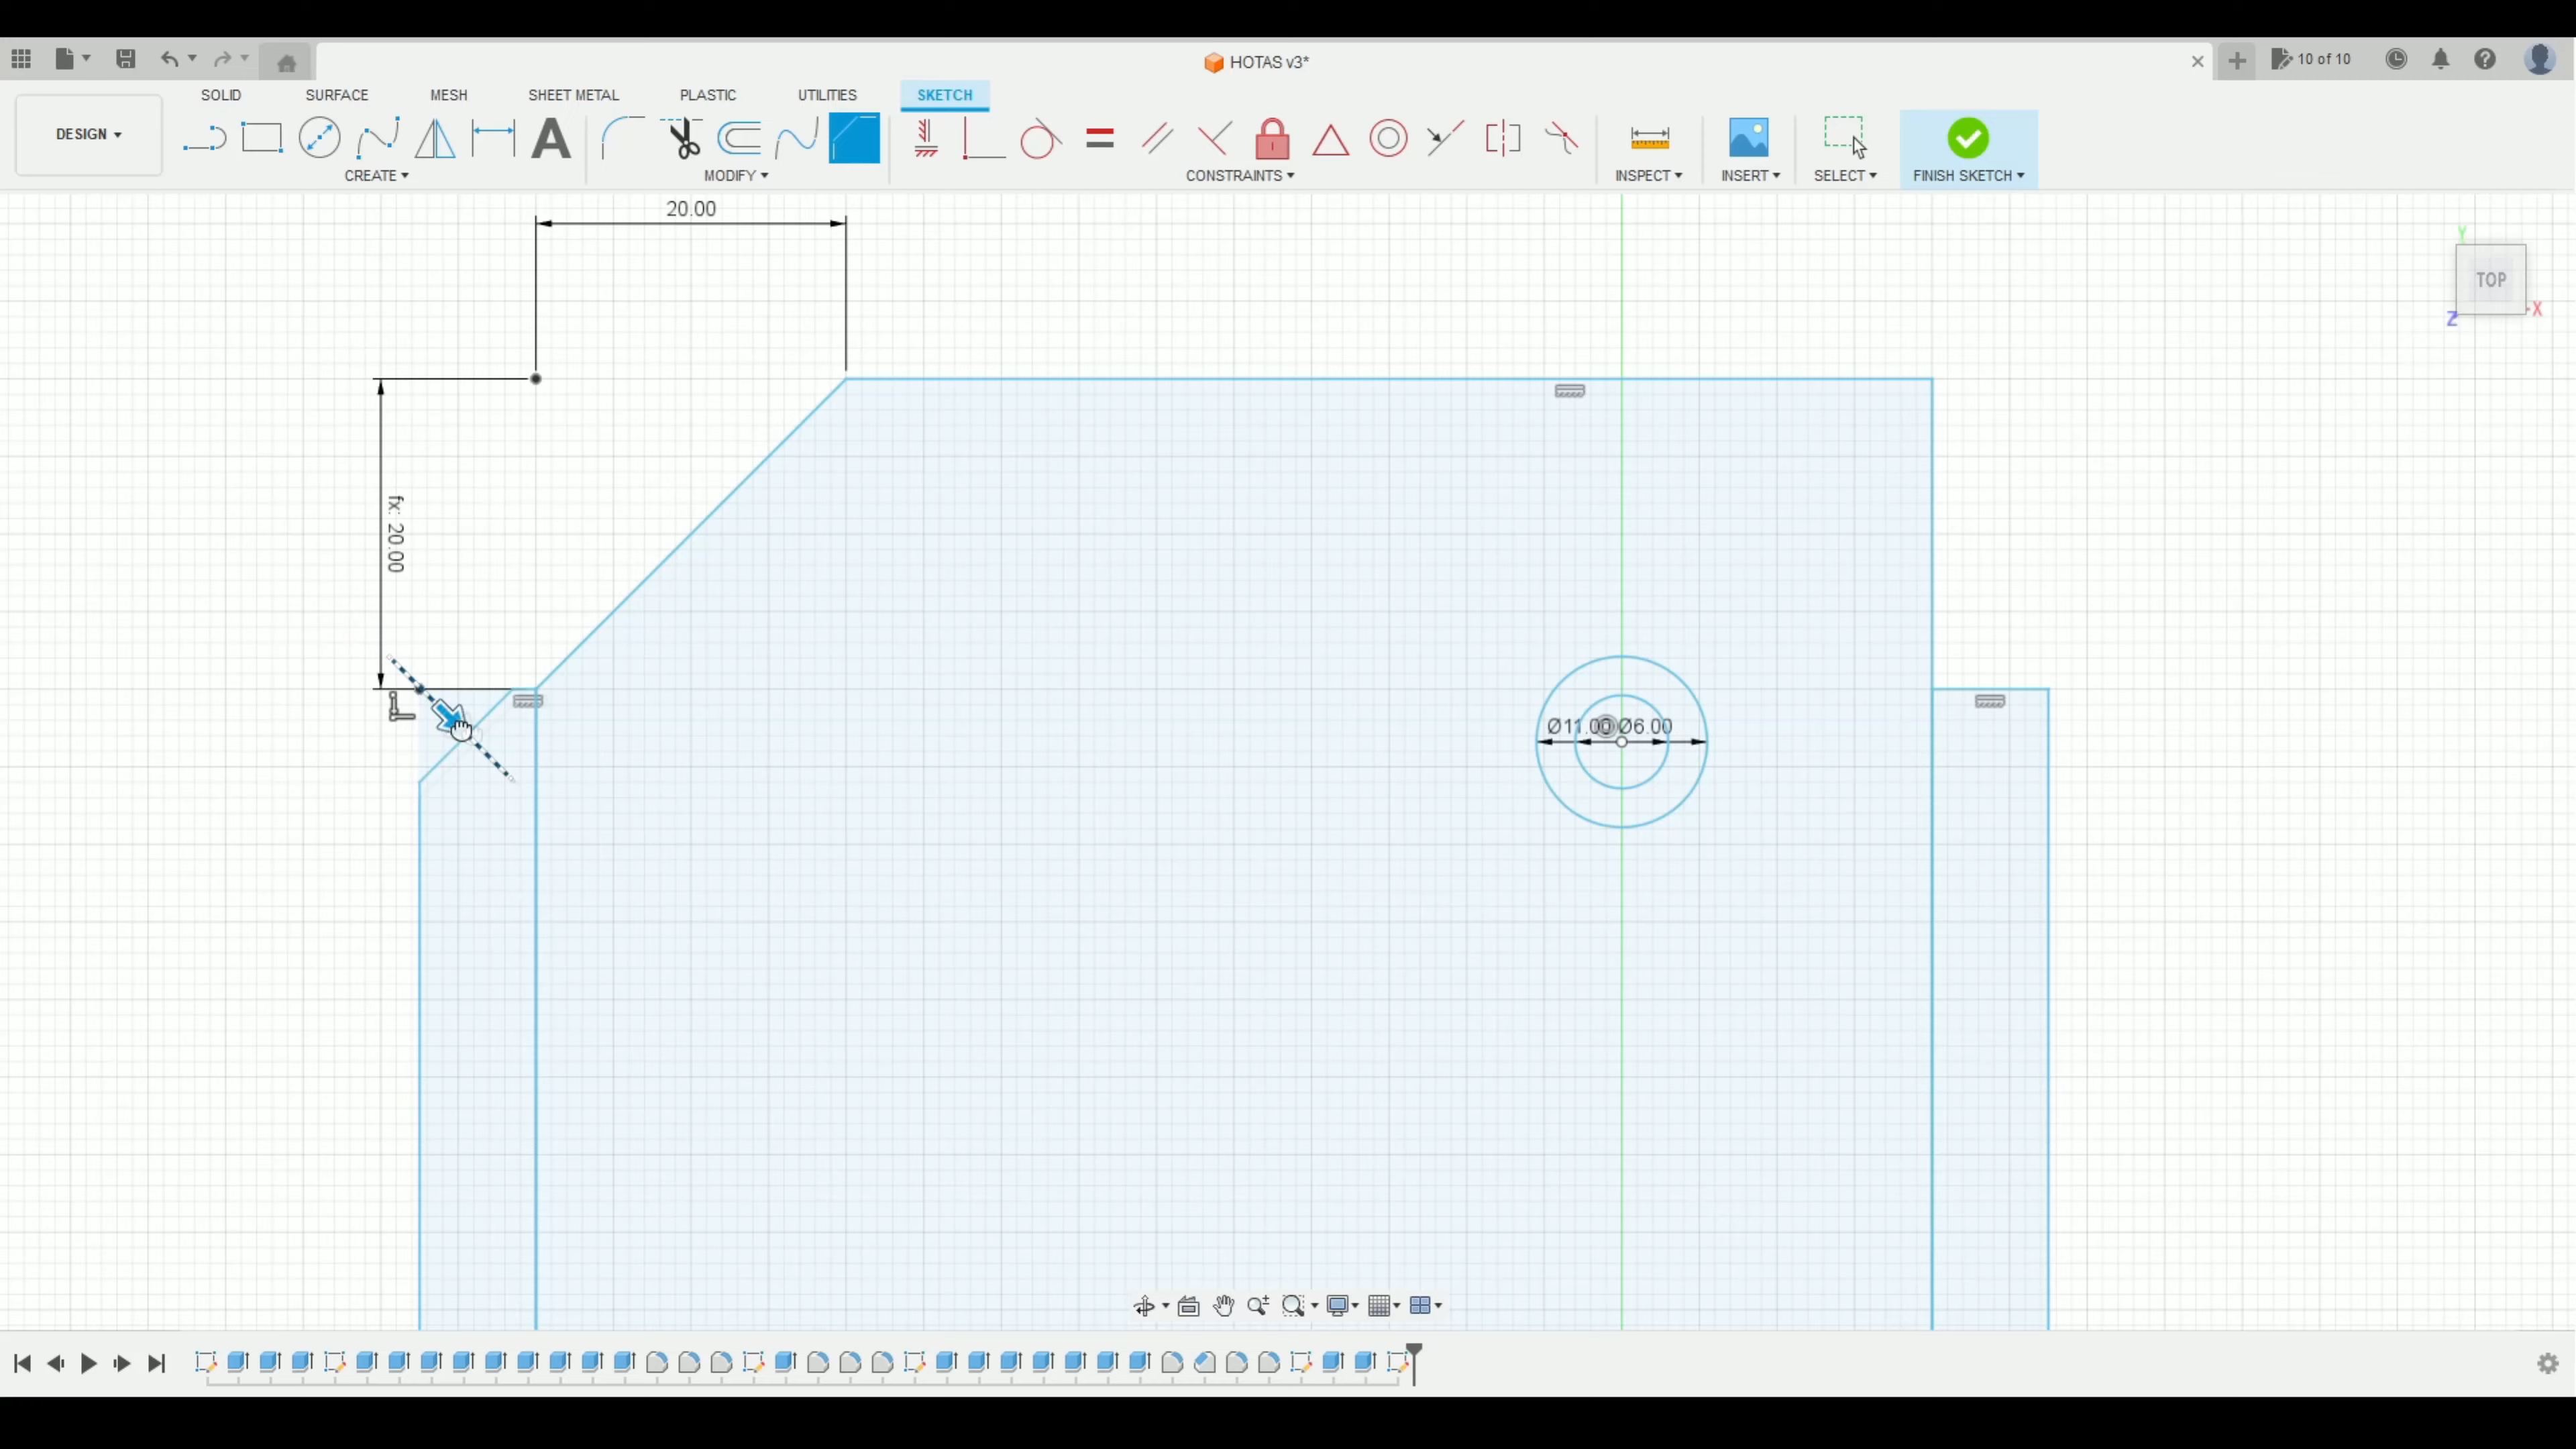 HOTAS v3*
10 of 10
SOLID
SURFACE
MESH
SHEET METAL
PLASTIC
UTILITIES
SKETCH
DESIGN
A
CREATE
MODIFY
CONSTRAINTS
INSPECT
INSERT
SELECT
FINISH SKETCH
20.00
Y
TOP
X
Z
fx: 20.00
Ø11.00
Ø6.00